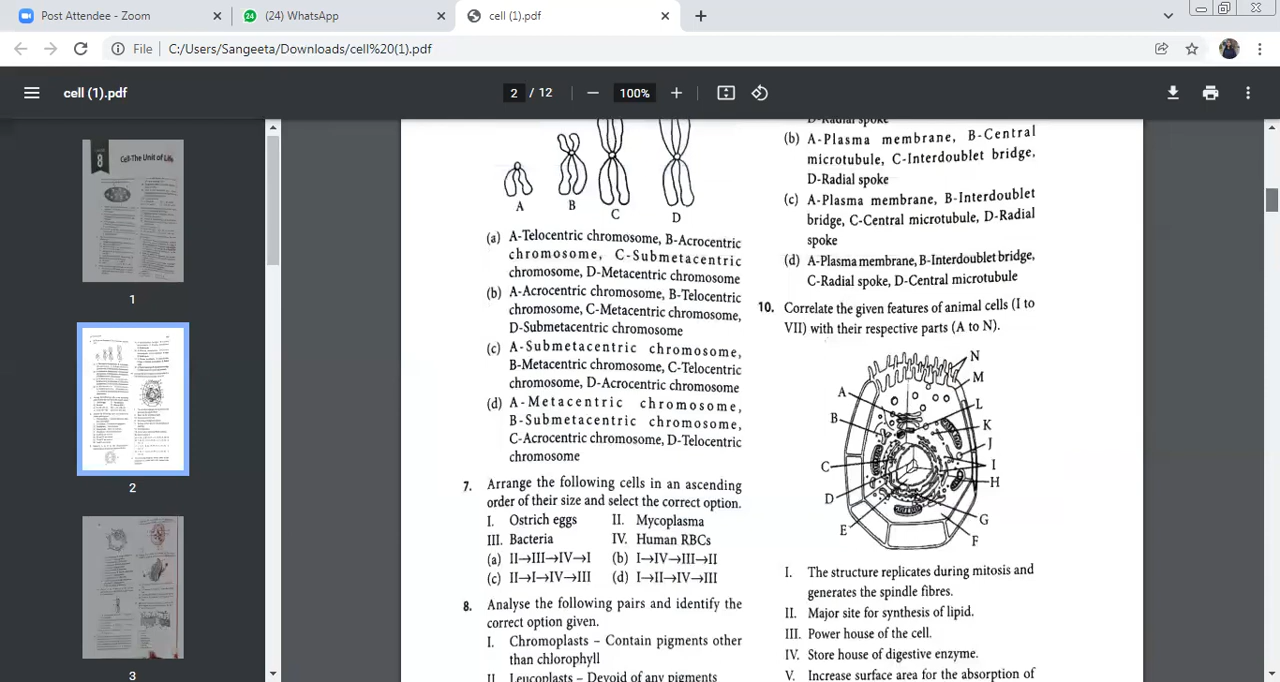 Post Attendee - Zoom
(24) WhatsApp
cell (1).pdf
File
C:/Users/Sangeeta/Downloads/cell%20(1).pdf
cell (1).pdf
2 / 12
100%
8
Cell-The Unit of Life
1
2
3
A
B
C
D
(a) A-Telocentric chromosome, B-Acrocentric
chromosome, C-Submetacentric
chromosome, D-Metacentric chromosome
(b) A-Acrocentric chromosome, B-Telocentric
chromosome, C-Metacentric chromosome,
D-Submetacentric chromosome
(c) A-Submetacentric chromosome,
B-Metacentric chromosome, C-Telocentric
chromosome, D-Acrocentric chromosome
(d) A-Metacentric chromosome,
B-Submetacentric chromosome,
C-Acrocentric chromosome, D-Telocentric
chromosome
7. Arrange the following cells in an ascending
order of their size and select the correct option.
I. Ostrich eggs II. Mycoplasma
III. Bacteria IV. Human RBCs
(a) II→III→IV→I (b) I→IV→III→II
(c) II→I→IV→III (d) I→II→IV→III
8. Analyse the following pairs and identify the
correct option given.
I. Chromoplasts – Contain pigments other
than chlorophyll
II. Leucoplasts – Devoid of any pigments
D-Radial spoke
(b) A-Plasma membrane, B-Central
microtubule, C-Interdoublet bridge,
D-Radial spoke
(c) A-Plasma membrane, B-Interdoublet
bridge, C-Central microtubule, D-Radial
spoke
(d) A-Plasma membrane, B-Interdoublet bridge,
C-Radial spoke, D-Central microtubule
10. Correlate the given features of animal cells (I to
VII) with their respective parts (A to N).
N
M
A
L
B
K
J
C
I
H
D
G
E
F
I. The structure replicates during mitosis and
generates the spindle fibres.
II. Major site for synthesis of lipid.
III. Power house of the cell.
IV. Store house of digestive enzyme.
V. Increase surface area for the absorption of